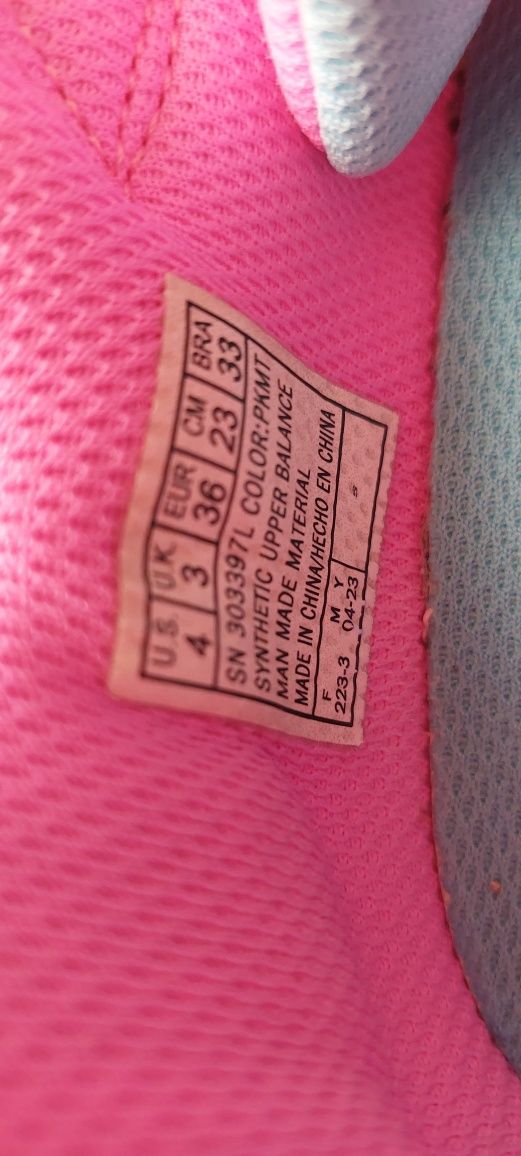 U.S. U.K. EUR CM BRA
4 3 36 23 33
SN 303397L COLOR:PKMT
SYNTHETIC UPPER BALANCE
MAN MADE MATERIAL
MADE IN CHINA/HECHO EN CHINA
F M Y
223-3 04-23